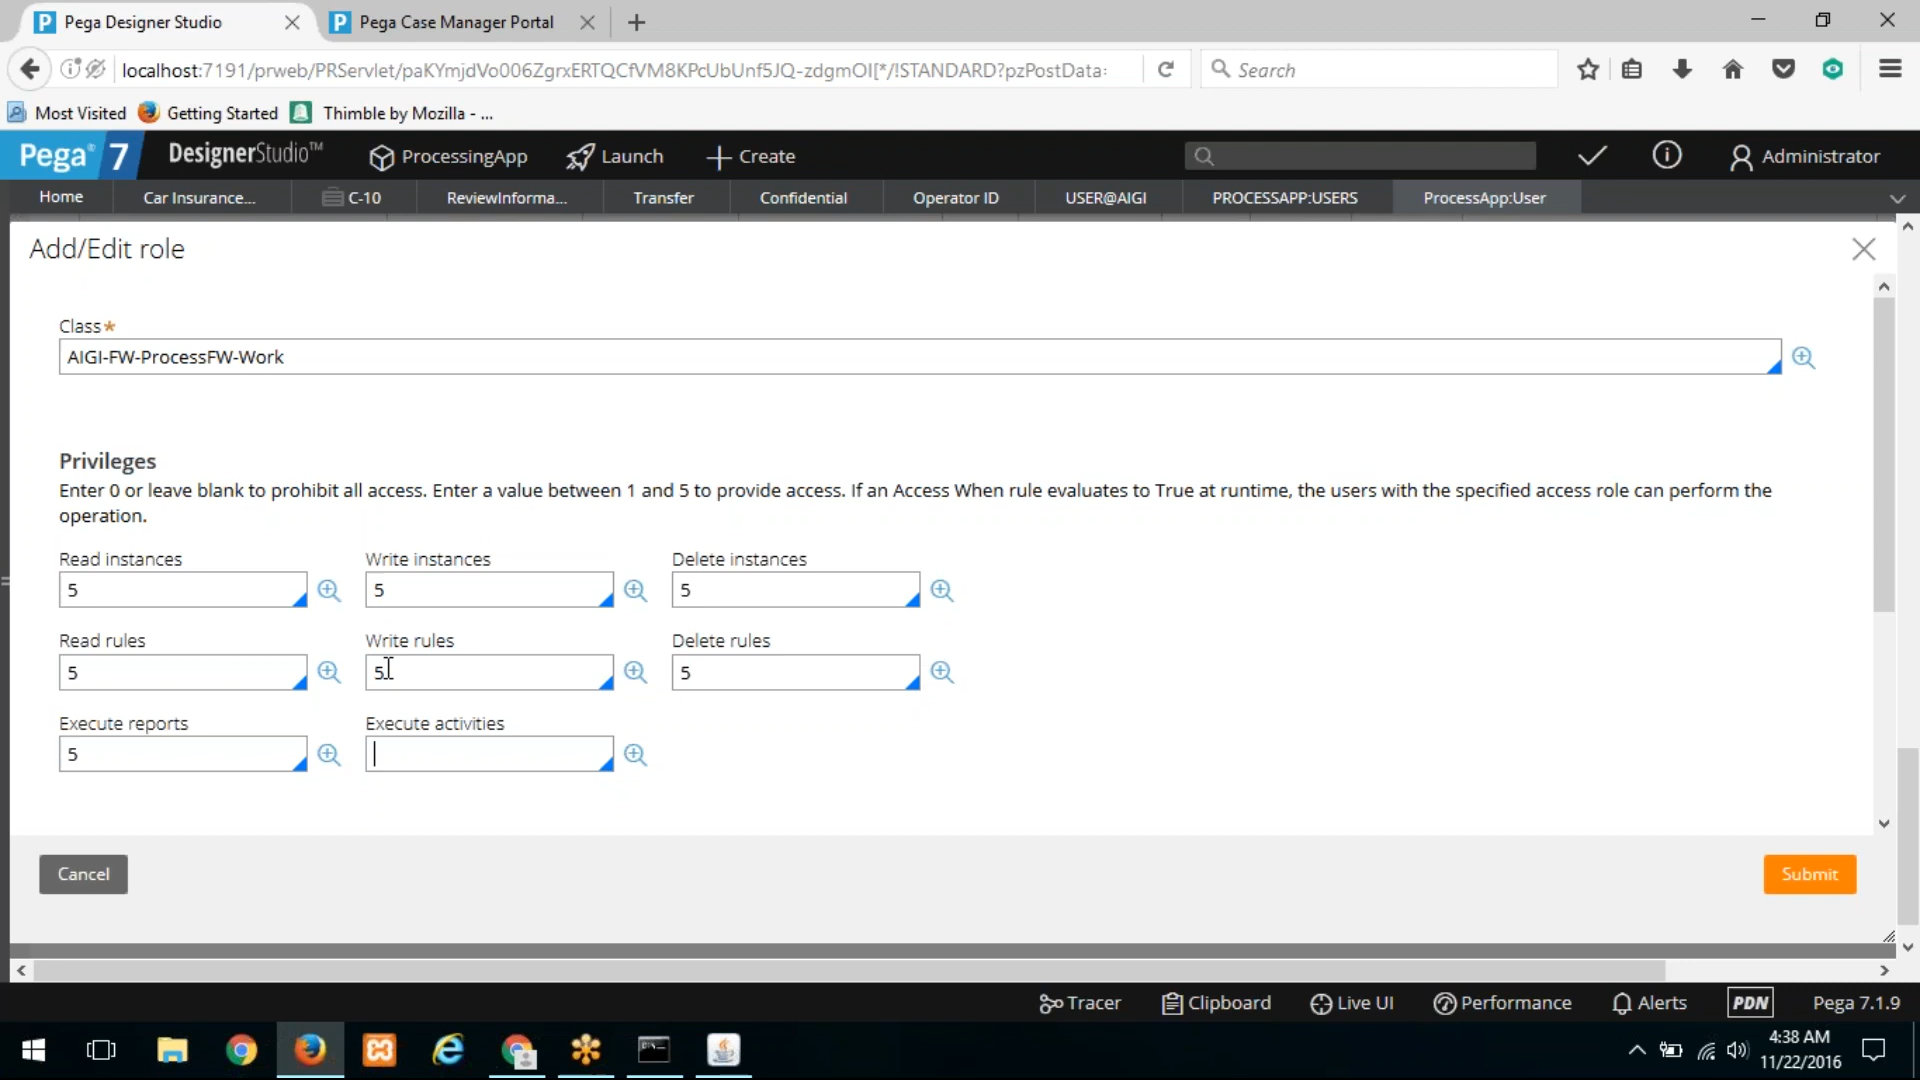 Pega Designer Studio
Pega Case Manager Portal
localhost:7191/prweb/PRServlet/paKYmjdVo006ZgrxERTQCfVM8KPcUbUnf5JQ-zdgmOI[*/!STANDARD?pzPostData:
Search
Most Visited
Getting Started
Thimble by Mozilla - ...
Pega® 7
DesignerStudio™
ProcessingApp
Launch
Create
Administrator
Home
Car Insurance...
C-10
ReviewInforma...
Transfer
Confidential
Operator ID
USER@AIGI
PROCESSAPP:USERS
ProcessApp:User
Add/Edit role
Class*
AIGI-FW-ProcessFW-Work
Privileges
Enter 0 or leave blank to prohibit all access. Enter a value between 1 and 5 to provide access. If an Access When rule evaluates to True at runtime, the users with the specified access role can perform the
operation.
Read instances
Write instances
Delete instances
5
5
5
Read rules
Write rules
Delete rules
5
5
5
Execute reports
Execute activities
5
Cancel
Submit
Tracer
Clipboard
Live UI
Performance
Alerts
PDN
Pega 7.1.9
4:38 AM
11/22/2016